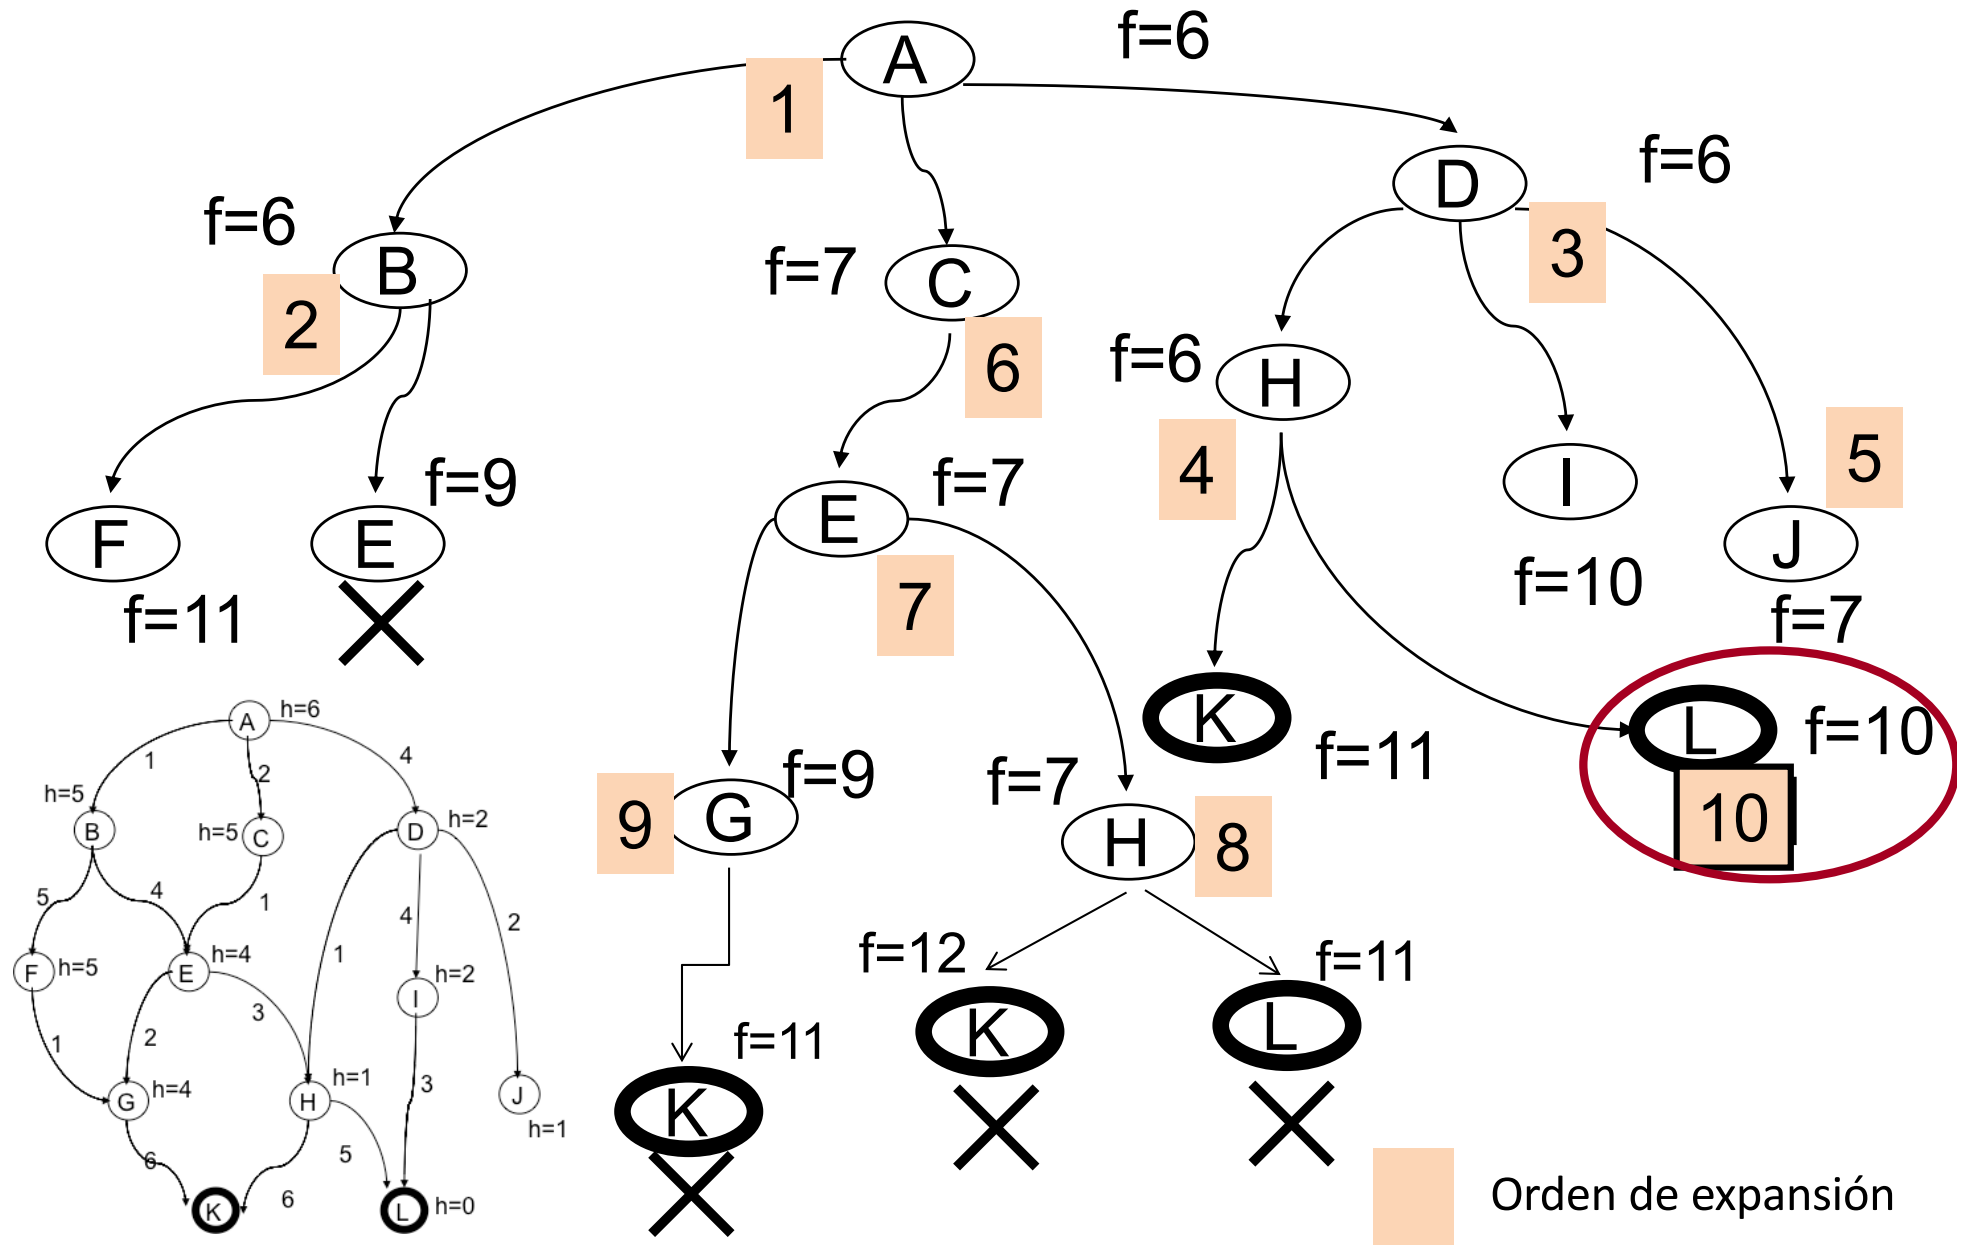 A
f=6
1
D
f=6
3
f=6
B
2
f=7
C
6
f=6
H
4
I
f=10
5
J
f=7
F
f=11
E
f=9
E
f=7
7
K
f=11
L
f=10
10
9
G
f=9
f=7
H
8
f=12
K
f=11
L
f=11
K
A
h=6
1
2
4
h=5
B
h=5
C
D
h=2
5
4
1
1
4
2
F
h=5
E
h=4
I
h=2
1
2
3
3
G
h=4
H
h=1
J
h=1
6
6
5
K
L
h=0
Orden de expansión